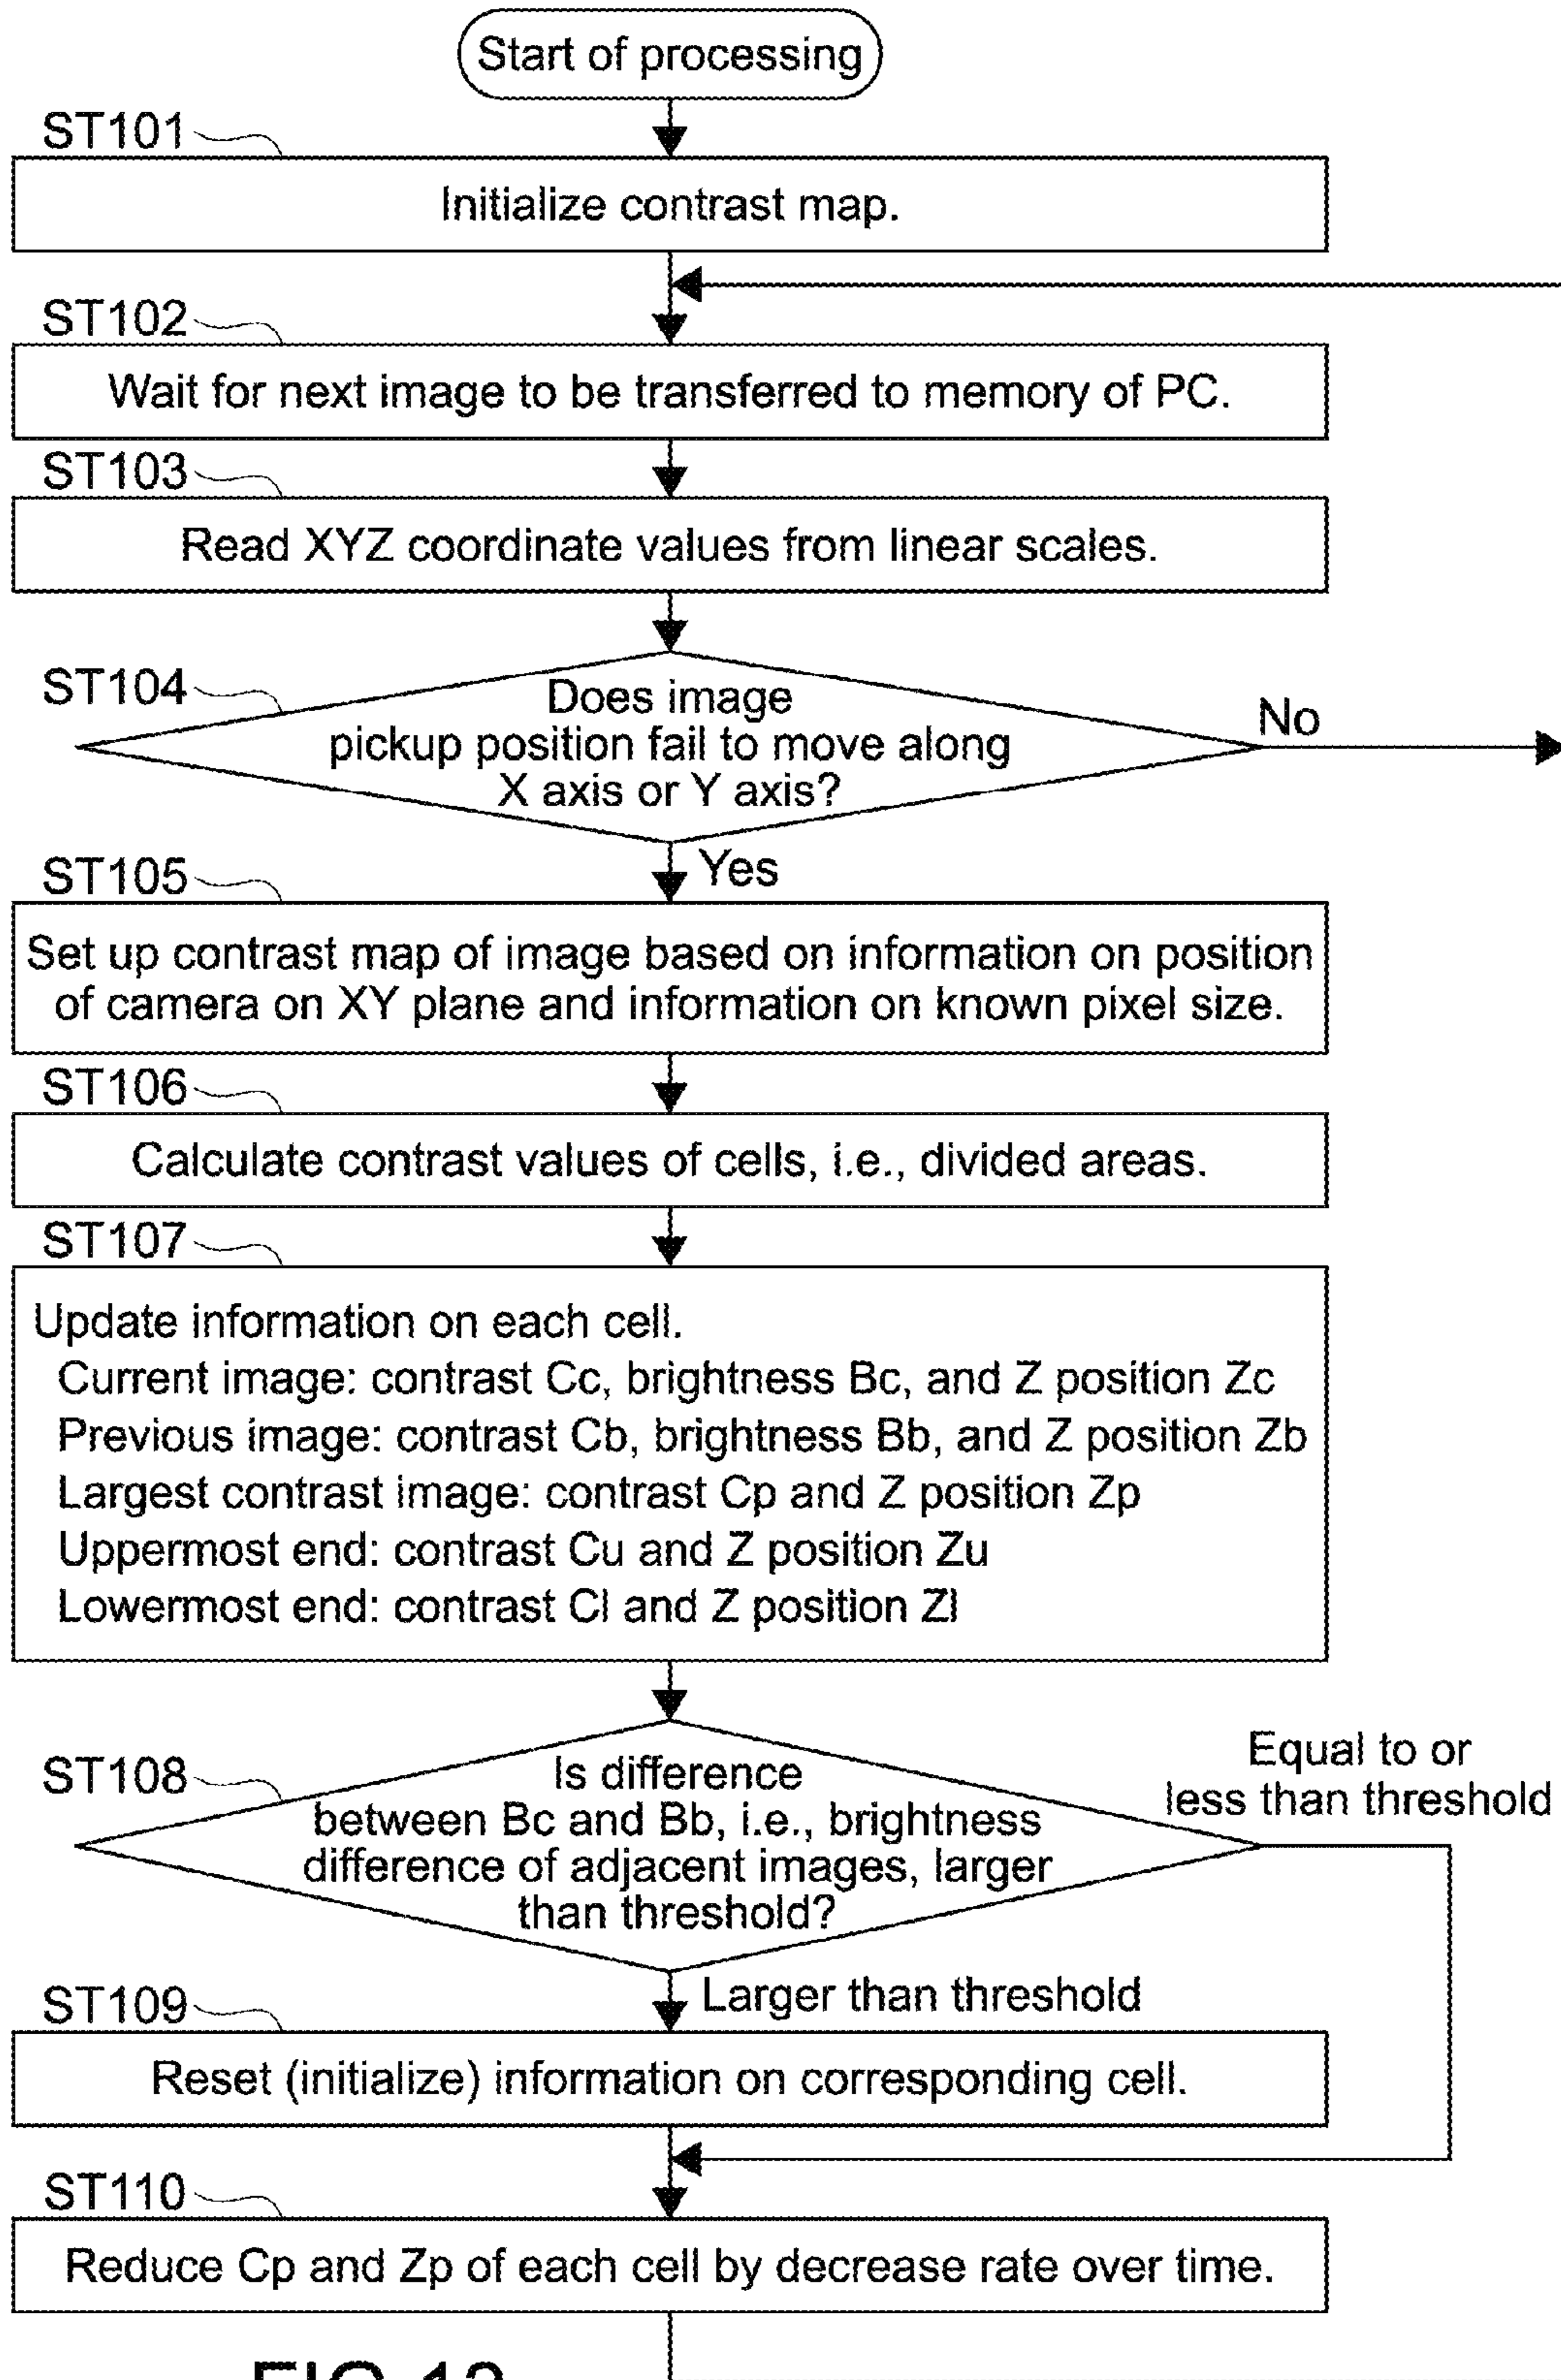 Start of processing
ST101
Initialize contrast map.
ST102
Wait for next image to be transferred to memory of PC.
ST103
Read XYZ coordinate values from linear scales.
ST104
Does image
pickup position fail to move along
X axis or Y axis?
No
Yes
ST105
Set up contrast map of image based on information on position
of camera on XY plane and information on known pixel size.
ST106
Calculate contrast values of cells, i.e., divided areas.
ST107
Update information on each cell.
Current image: contrast Cc, brightness Bc, and Z position Zc
Previous image: contrast Cb, brightness Bb, and Z position Zb
Largest contrast image: contrast Cp and Z position Zp
Uppermost end: contrast Cu and Z position Zu
Lowermost end: contrast Cl and Z position Zl
ST108
Is difference
between Bc and Bb, i.e., brightness
difference of adjacent images, larger
than threshold?
Equal to or
less than threshold
Larger than threshold
ST109
Reset (initialize) information on corresponding cell.
ST110
Reduce Cp and Zp of each cell by decrease rate over time.